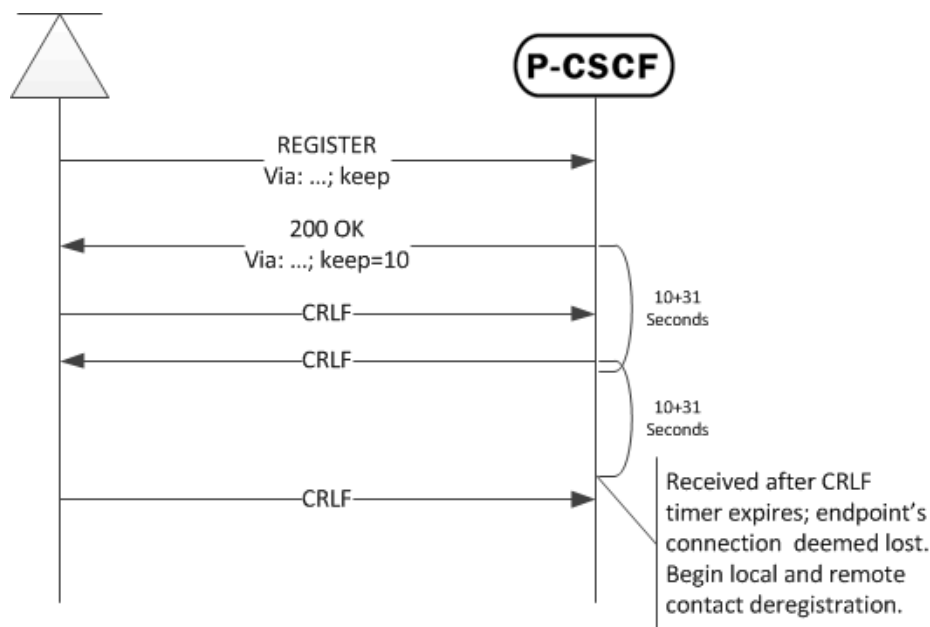 P-CSCF
REGISTER
Via: ...; keep
200 OK
Via: ...; keep=10
10+31
Seconds
CRLF
CRLF
10+31
Seconds
CRLF
Received after CRLF
timer expires; endpoint's
connection deemed lost.
Begin local and remote
contact deregistration.